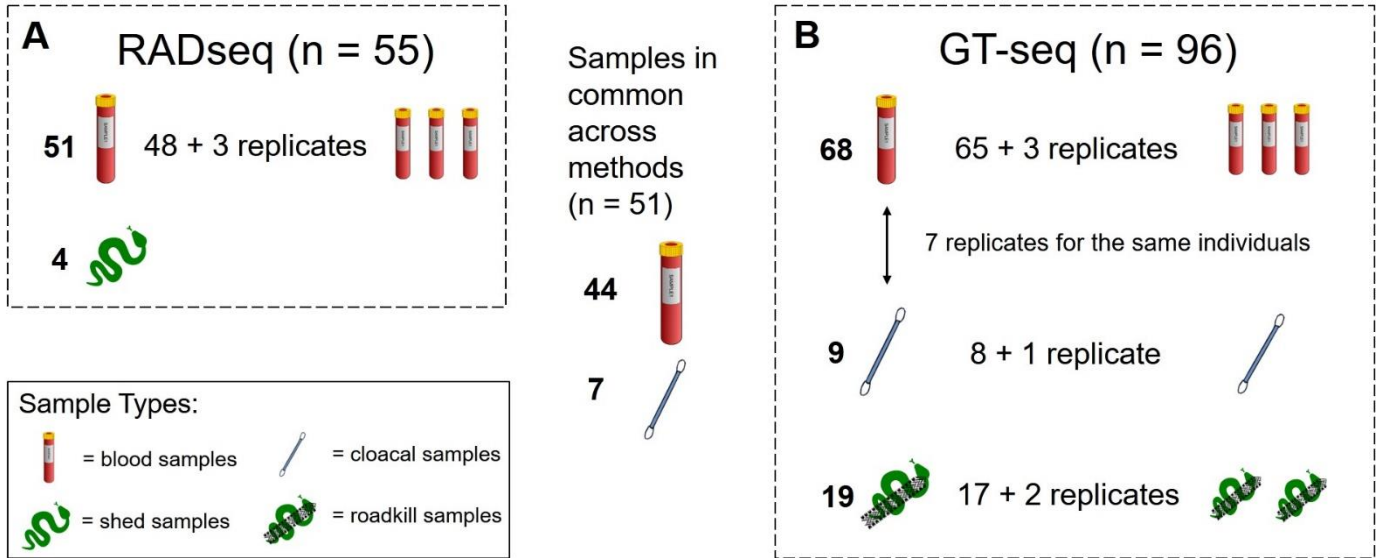 A
RADseq (n = 55)
51
48 + 3 replicates
4
Samples in
common
across
methods
(n = 51)
44
7
B
GT-seq (n = 96)
68
65 + 3 replicates
7 replicates for the same individuals
9
8 + 1 replicate
19
17 + 2 replicates
Sample Types:
= blood samples
= cloacal samples
= shed samples
= roadkill samples